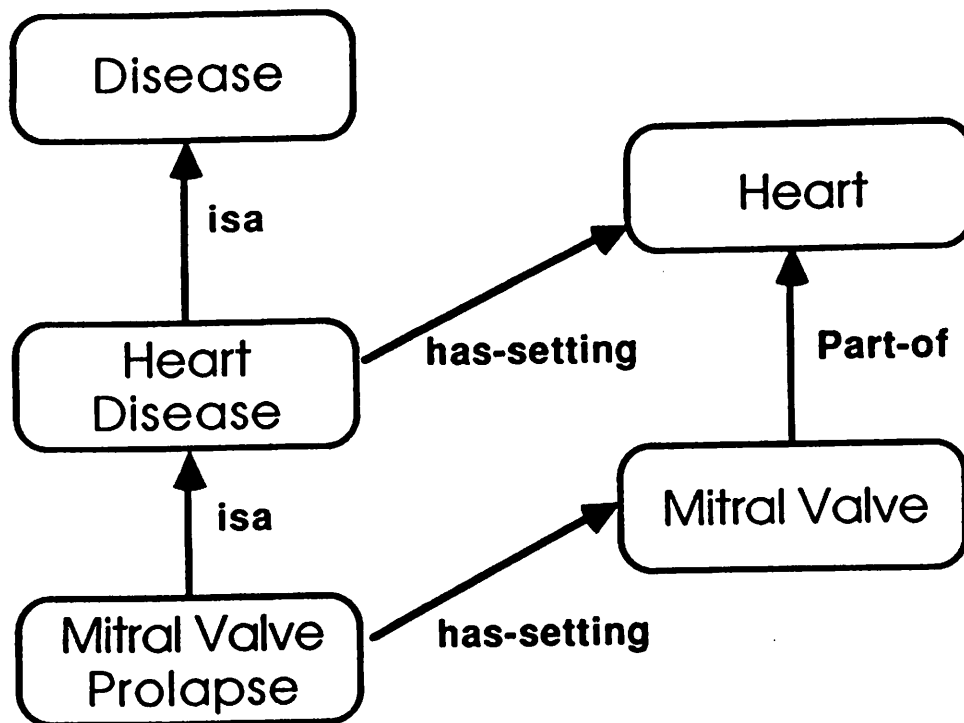 Disease
Heart
isa
has-setting
Part-of
Heart
Disease
isa
Mitral Valve
has-setting
Mitral Valve
Prolapse